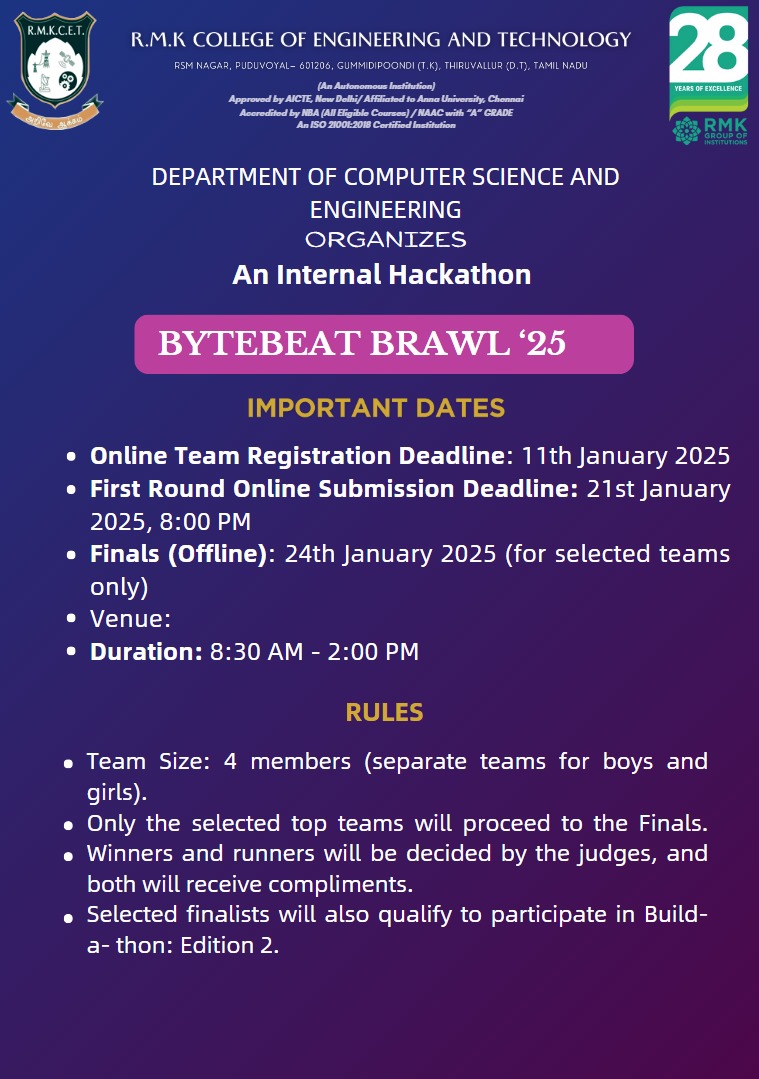 R.M.K.C.E.T.
அறிவே ஆக்கம்
R.M.K COLLEGE OF ENGINEERING AND TECHNOLOGY
RSM NAGAR, PUDUVOYAL– 601206, GUMMIDIPOONDI (T.K), THIRUVALLUR (D.T), TAMIL NADU
(An Autonomous Institution)
Approved by AICTE, New Delhi/ Affiliated to Anna University, Chennai
Accredited by NBA (All Eligible Courses) / NAAC with “A” GRADE
An ISO 21001:2018 Certified Institution
28
YEARS OF EXCELLENCE
RMK
GROUP OF
INSTITUTIONS
DEPARTMENT OF COMPUTER SCIENCE AND
ENGINEERING
ORGANIZES
An Internal Hackathon
BYTEBEAT BRAWL ‘25
IMPORTANT DATES
• Online Team Registration Deadline: 11th January 2025
• First Round Online Submission Deadline: 21st January
2025, 8:00 PM
• Finals (Offline): 24th January 2025 (for selected teams
only)
• Venue:
• Duration: 8:30 AM - 2:00 PM
RULES
• Team Size: 4 members (separate teams for boys and
girls).
• Only the selected top teams will proceed to the Finals.
• Winners and runners will be decided by the judges, and
both will receive compliments.
• Selected finalists will also qualify to participate in Build-
a- thon: Edition 2.